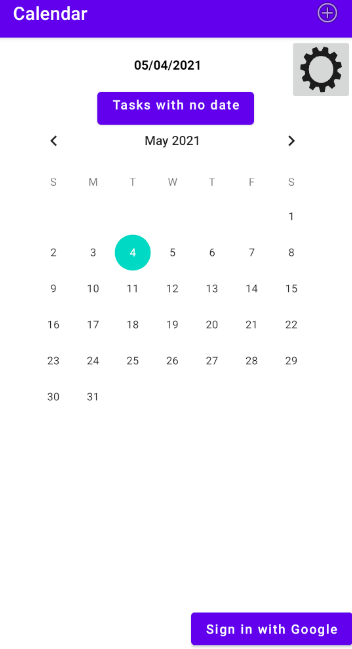 Calendar
05/04/2021
Tasks with no date
May 2021
S M T W T F S
1
2 3 4 5 6 7 8
9 10 11 12 13 14 15
16 17 18 19 20 21 22
23 24 25 26 27 28 29
30 31
Sign in with Google